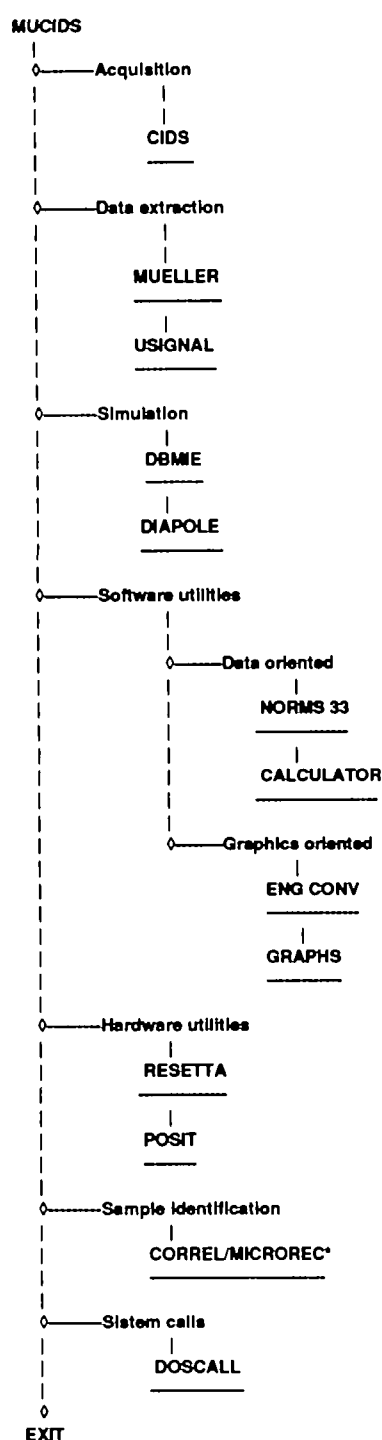 MUCIDS
Acquisition
CIDS
Data extraction
MUELLER
USIGNAL
Simulation
DBMIE
DIAPOLE
Software utilities
Data oriented
NORMS 33
CALCULATOR
Graphics oriented
ENG CONV
GRAPHS
Hardware utilities
RESETTA
POSIT
Sample identification
CORREL/MICROREC*
Sistem calls
DOSCALL
EXIT